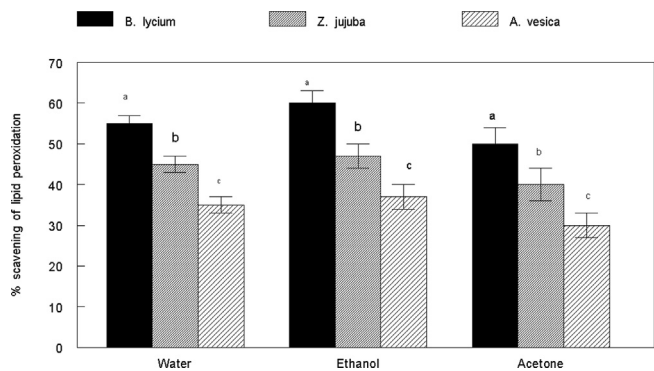 B. lycium Z. jujuba A. vesica
% scavening of lipid peroxidation
70
60
50
40
30
20
10
0
a b c
a b c
a b c
Water Ethanol Acetone